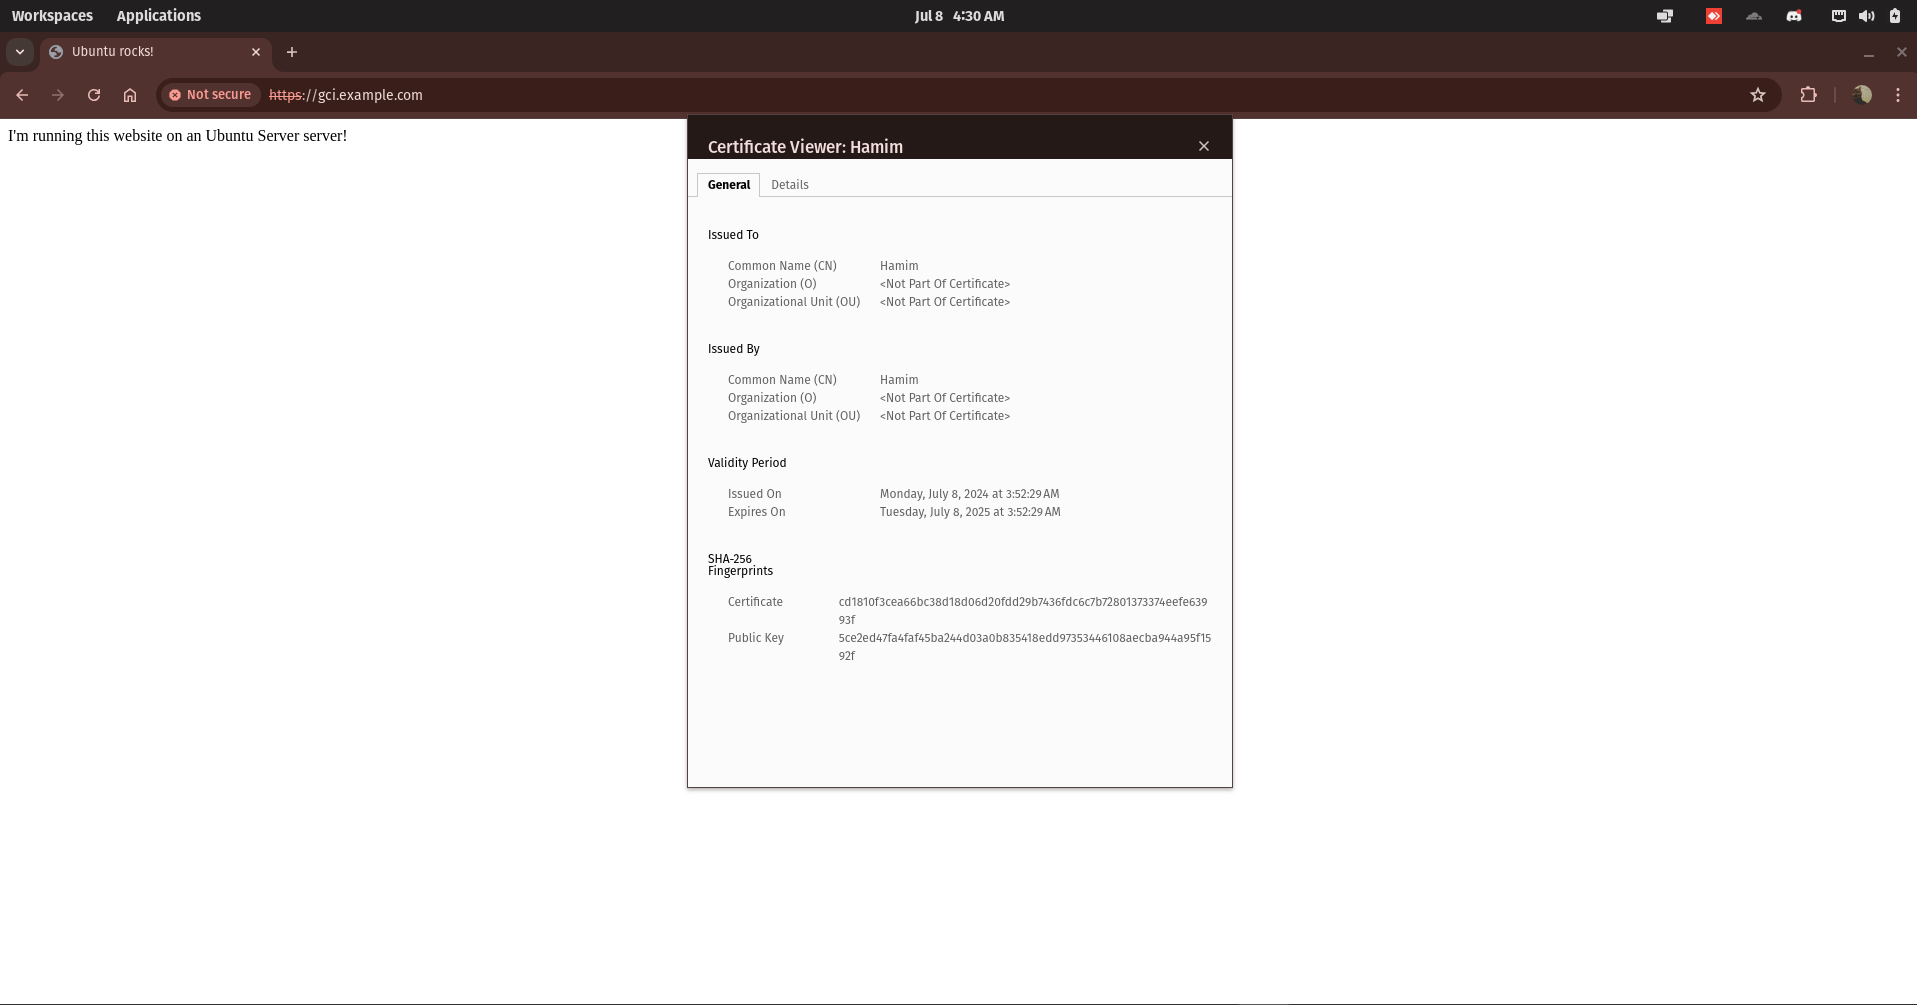 Workspaces Applications Jul 8 4:30 AM
Ubuntu rocks!
Not secure https://gci.example.com
I'm running this website on an Ubuntu Server server!
Certificate Viewer: Hamim
General Details
Issued To
Common Name (CN) Hamim
Organization (O) <Not Part Of Certificate>
Organizational Unit (OU) <Not Part Of Certificate>
Issued By
Common Name (CN) Hamim
Organization (O) <Not Part Of Certificate>
Organizational Unit (OU) <Not Part Of Certificate>
Validity Period
Issued On Monday, July 8, 2024 at 3:52:29 AM
Expires On Tuesday, July 8, 2025 at 3:52:29 AM
SHA-256
Fingerprints
Certificate cd1810f3cea66bc38d18d06d20fdd29b7436fdc6c7b72801373374eefe639
93f
Public Key 5ce2ed47fa4faf45ba244d03a0b835418edd97353446108aecba944a95f15
92f